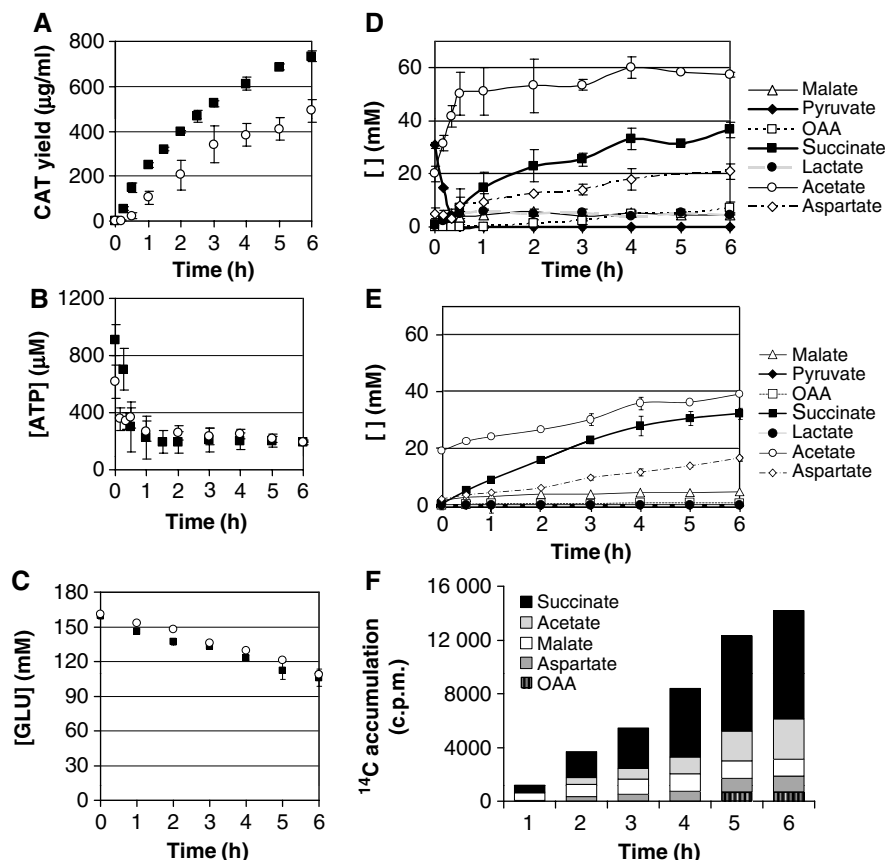 A
CAT yield (μg/ml)
800
600
400
200
0
0 1 2 3 4 5 6
Time (h)
B
[ATP] (μM)
1200
800
400
0
0 1 2 3 4 5 6
Time (h)
C
[GLU] (mM)
180
150
120
90
60
30
0
0 1 2 3 4 5 6
Time (h)
D
[ ] (mM)
60
40
20
0
0 1 2 3 4 5 6
Time (h)
Malate
Pyruvate
OAA
Succinate
Lactate
Acetate
Aspartate
E
[ ] (mM)
60
40
20
0
0 1 2 3 4 5 6
Time (h)
Malate
Pyruvate
OAA
Succinate
Lactate
Acetate
Aspartate
F
¹⁴C accumulation
(c.p.m.)
16 000
12 000
8000
4000
0
Succinate
Acetate
Malate
Aspartate
OAA
1 2 3 4 5 6
Time (h)